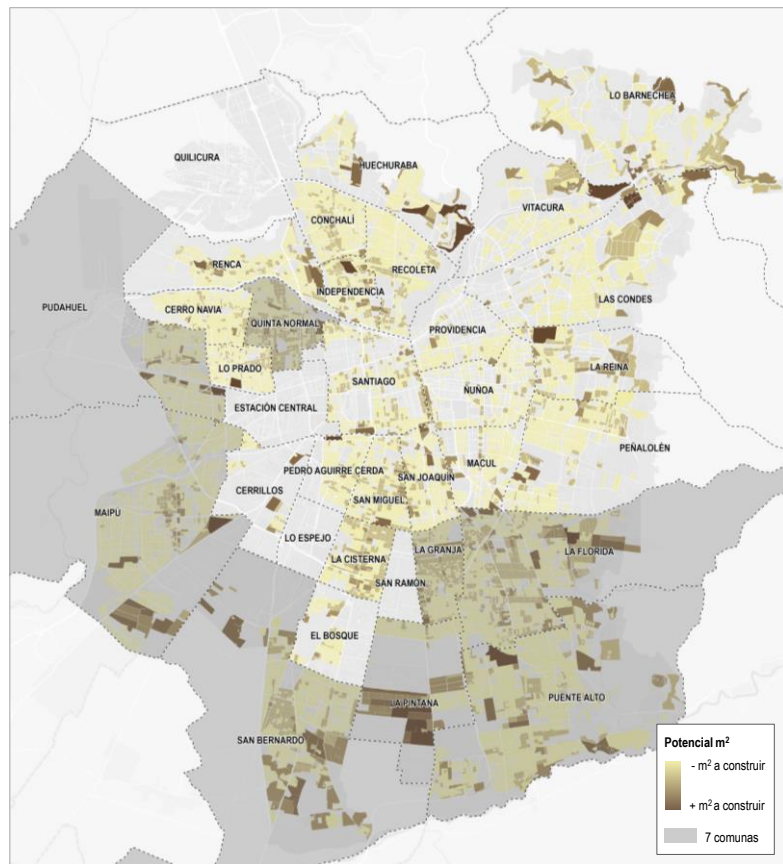 LO BARNECHEA
QUILICURA
HUECHURABA
VITACURA
CONCHALÍ
RENCA
RECOLETA
INDEPENDENCIA
LAS CONDES
PUDAHUEL
CERRO NAVIA
QUINTA NORMAL
PROVIDENCIA
LO PRADO
LA REINA
SANTIAGO
ÑUÑOA
ESTACIÓN CENTRAL
PEÑALOLÉN
MACUL
PEDRO AGUIRRE CERDA
SAN JOAQUÍN
CERRILLOS
SAN MIGUEL
MAIPÚ
LO ESPEJO
LA GRANJA
LA FLORIDA
LA CISTERNA
SAN RAMÓN
EL BOSQUE
PUENTE ALTO
LA PINTANA
SAN BERNARDO
Potencial m²
- m² a construir
+ m² a construir
7 comunas